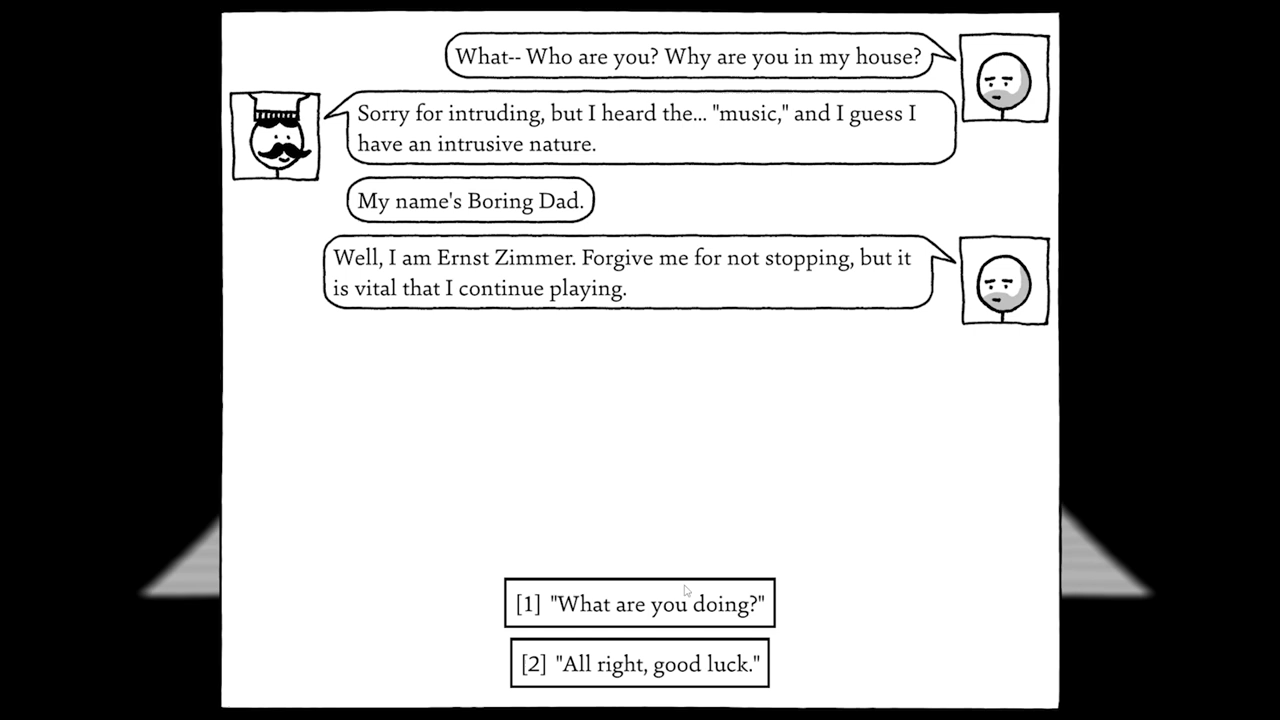 What-- Who are you? Why are you in my house?
Sorry for intruding, but I heard the... "music," and I guess I
have an intrusive nature.
My name's Boring Dad.
Well, I am Ernst Zimmer. Forgive me for not stopping, but it
is vital that I continue playing.
[1] "What are you doing?"
[2] "All right, good luck."